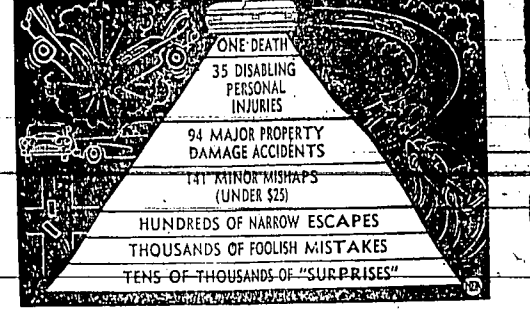 ONE DEATH
35 DISABLING
PERSONAL
INJURIES
94 MAJOR PROPERTY
DAMAGE ACCIDENTS
141 MINOR MISHAPS
(UNDER $25)
HUNDREDS OF NARROW ESCAPES
THOUSANDS OF FOOLISH MISTAKES
TENS OF THOUSANDS OF "SURPRISES"